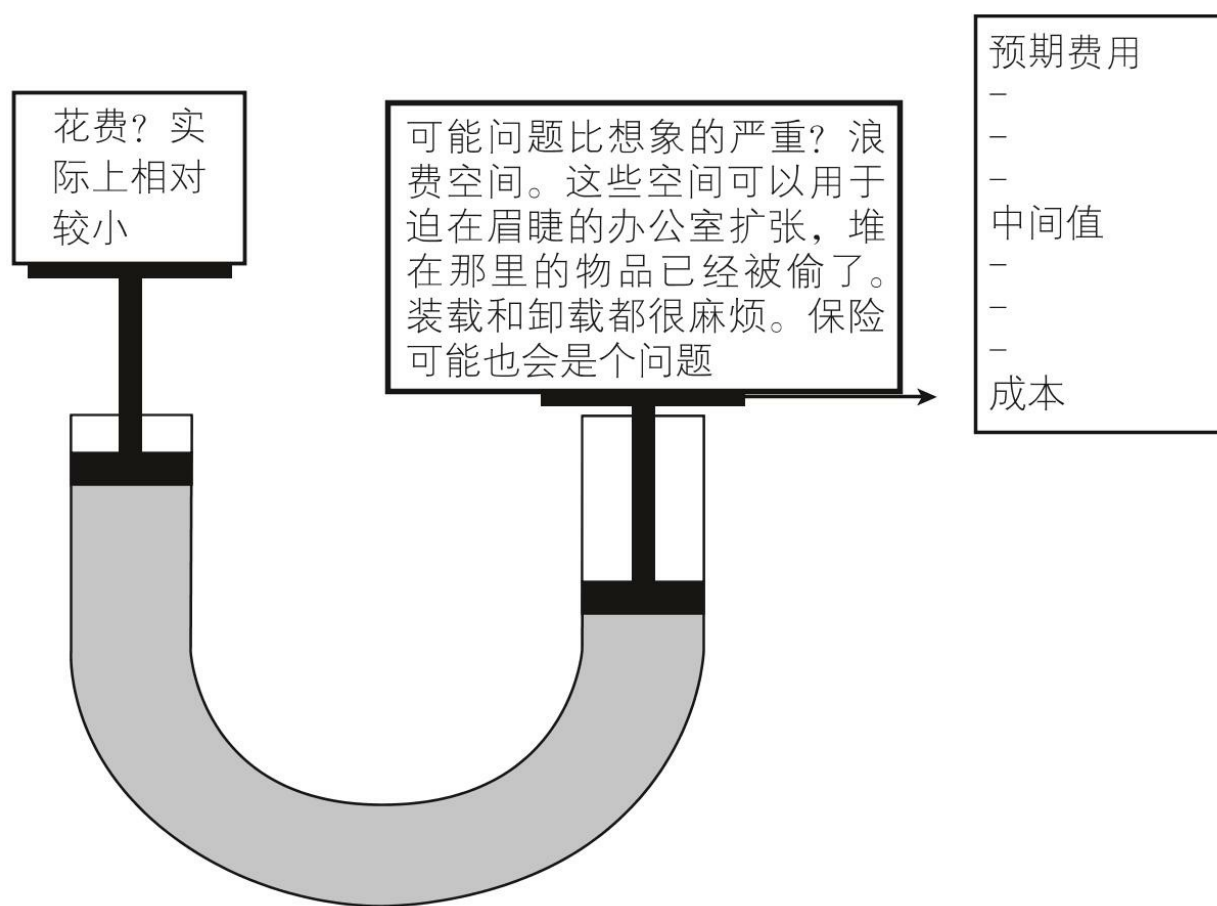 花费？实
际上相对
较小
可能问题比想象的严重？浪
费空间。这些空间可以用于
迫在眉睫的办公室扩张，堆
在那里的物品已经被偷了。
装载和卸载都很麻烦。保险
可能也会是个问题
预期费用
–
–
–
中间值
–
–
–
成本